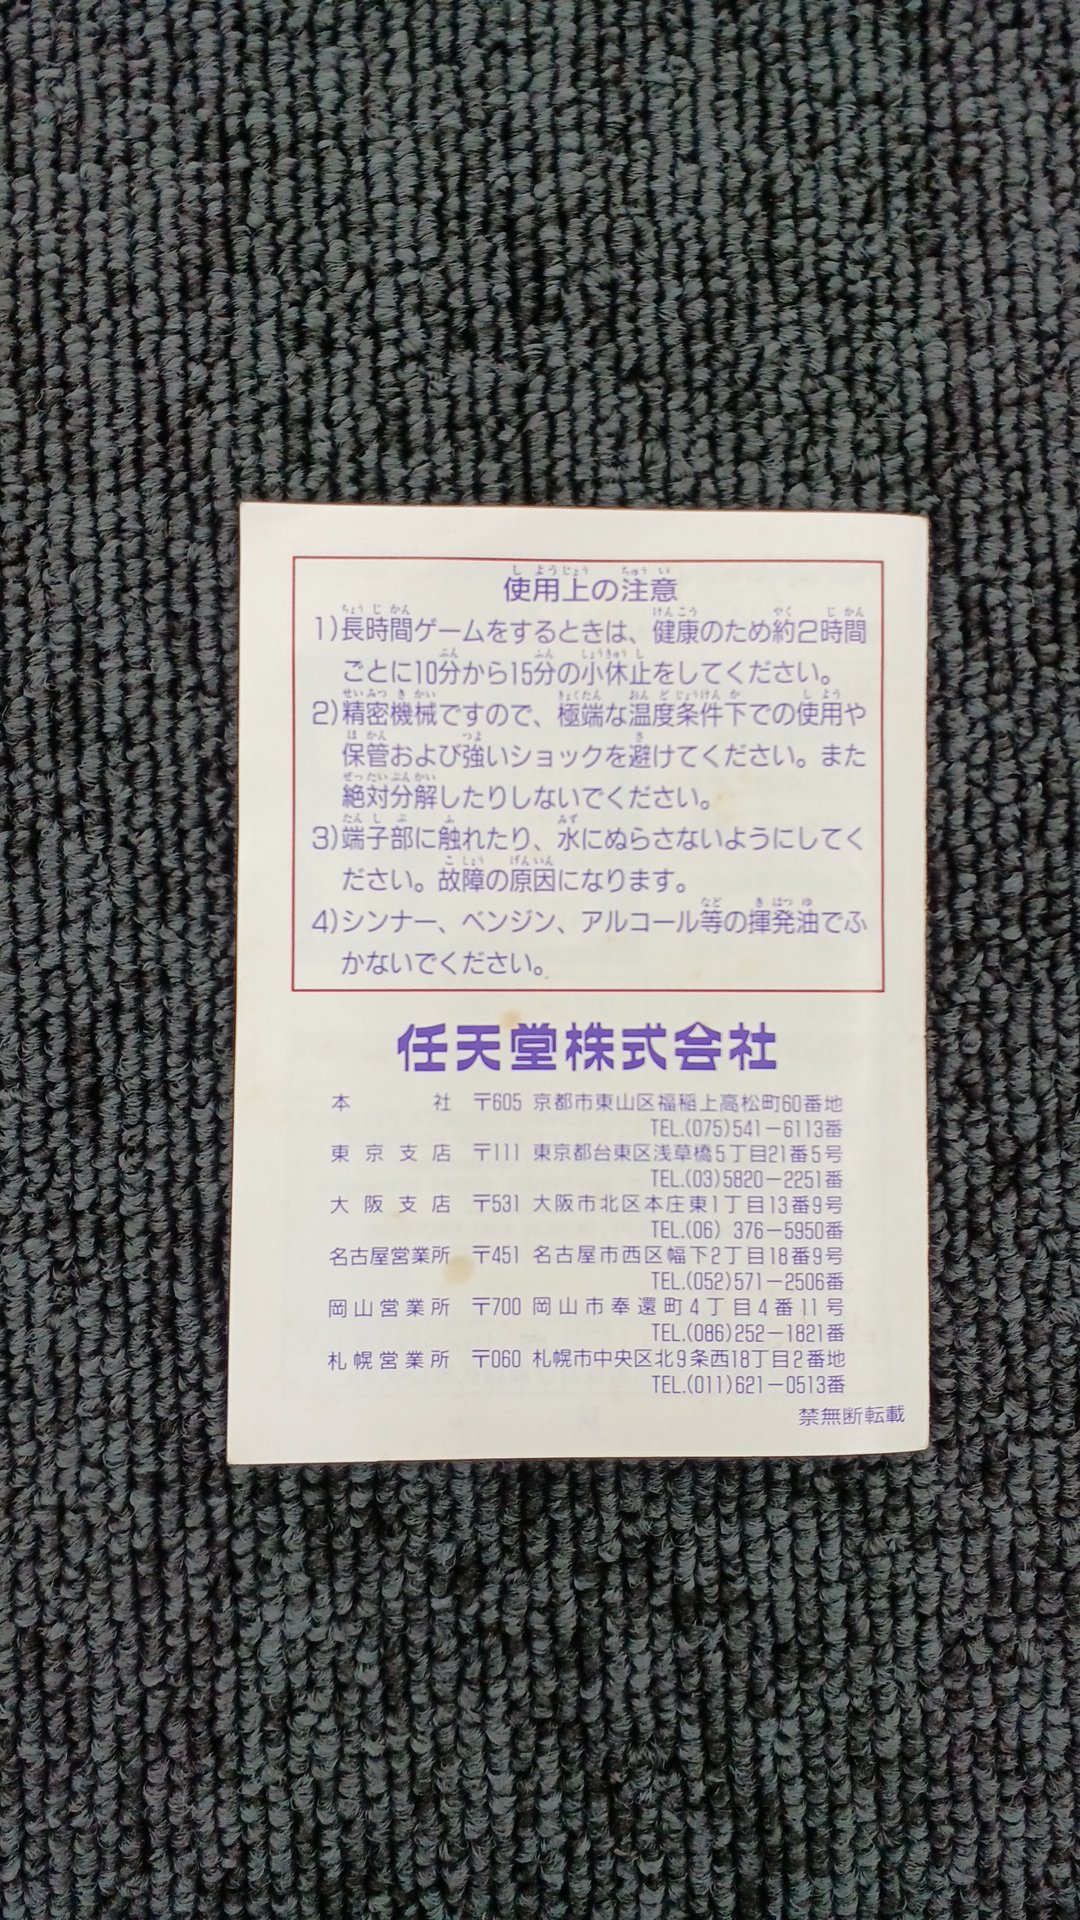 使用上の注意
1)長時間ゲームをするときは、健康のため約2時間
ごとに10分から15分の小休止をしてください。
2)精密機械ですので、極端な温度条件下での使用や
保管および強いショックを避けてください。また
絶対分解したりしないでください。
3)端子部に触れたり、水にぬらさないようにしてく
ださい。故障の原因になります。
4)シンナー、ベンジン、アルコール等の揮発油でふ
かないでください。
任天堂株式会社
本社 〒605 京都市東山区福稲上高松町60番地
TEL.(075)541-6113番
東京支店 〒111 東京都台東区浅草橋5丁目21番5号
TEL.(03)5820-2251番
大阪支店 〒531 大阪市北区本庄東1丁目13番9号
TEL.(06) 376-5950番
名古屋営業所 〒451 名古屋市西区幅下2丁目18番9号
TEL.(052)571-2506番
岡山営業所 〒700 岡山市奉還町4丁目4番11号
TEL.(086)252-1821番
札幌営業所 〒060 札幌市中央区北9条西18丁目2番地
TEL.(011)621-0513番
禁無断転載